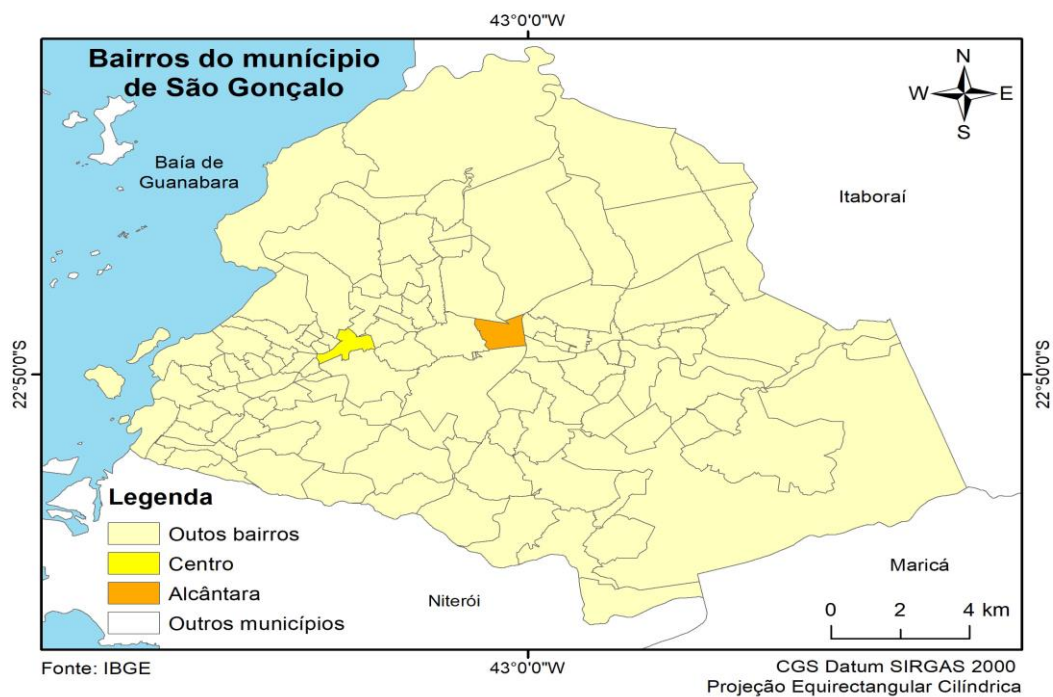 43°0'0"W
Bairros do munícipio
de São Gonçalo
N
W
E
S
Baía de
Guanabara
Itaboraí
22°50'0"S
22°50'0"S
Legenda
Outos bairros
Centro
Alcântara
Outros municípios
Niterói
Maricá
0 2 4 km
Fonte: IBGE
43°0'0"W
CGS Datum SIRGAS 2000
Projeção Equirectangular Cilíndrica